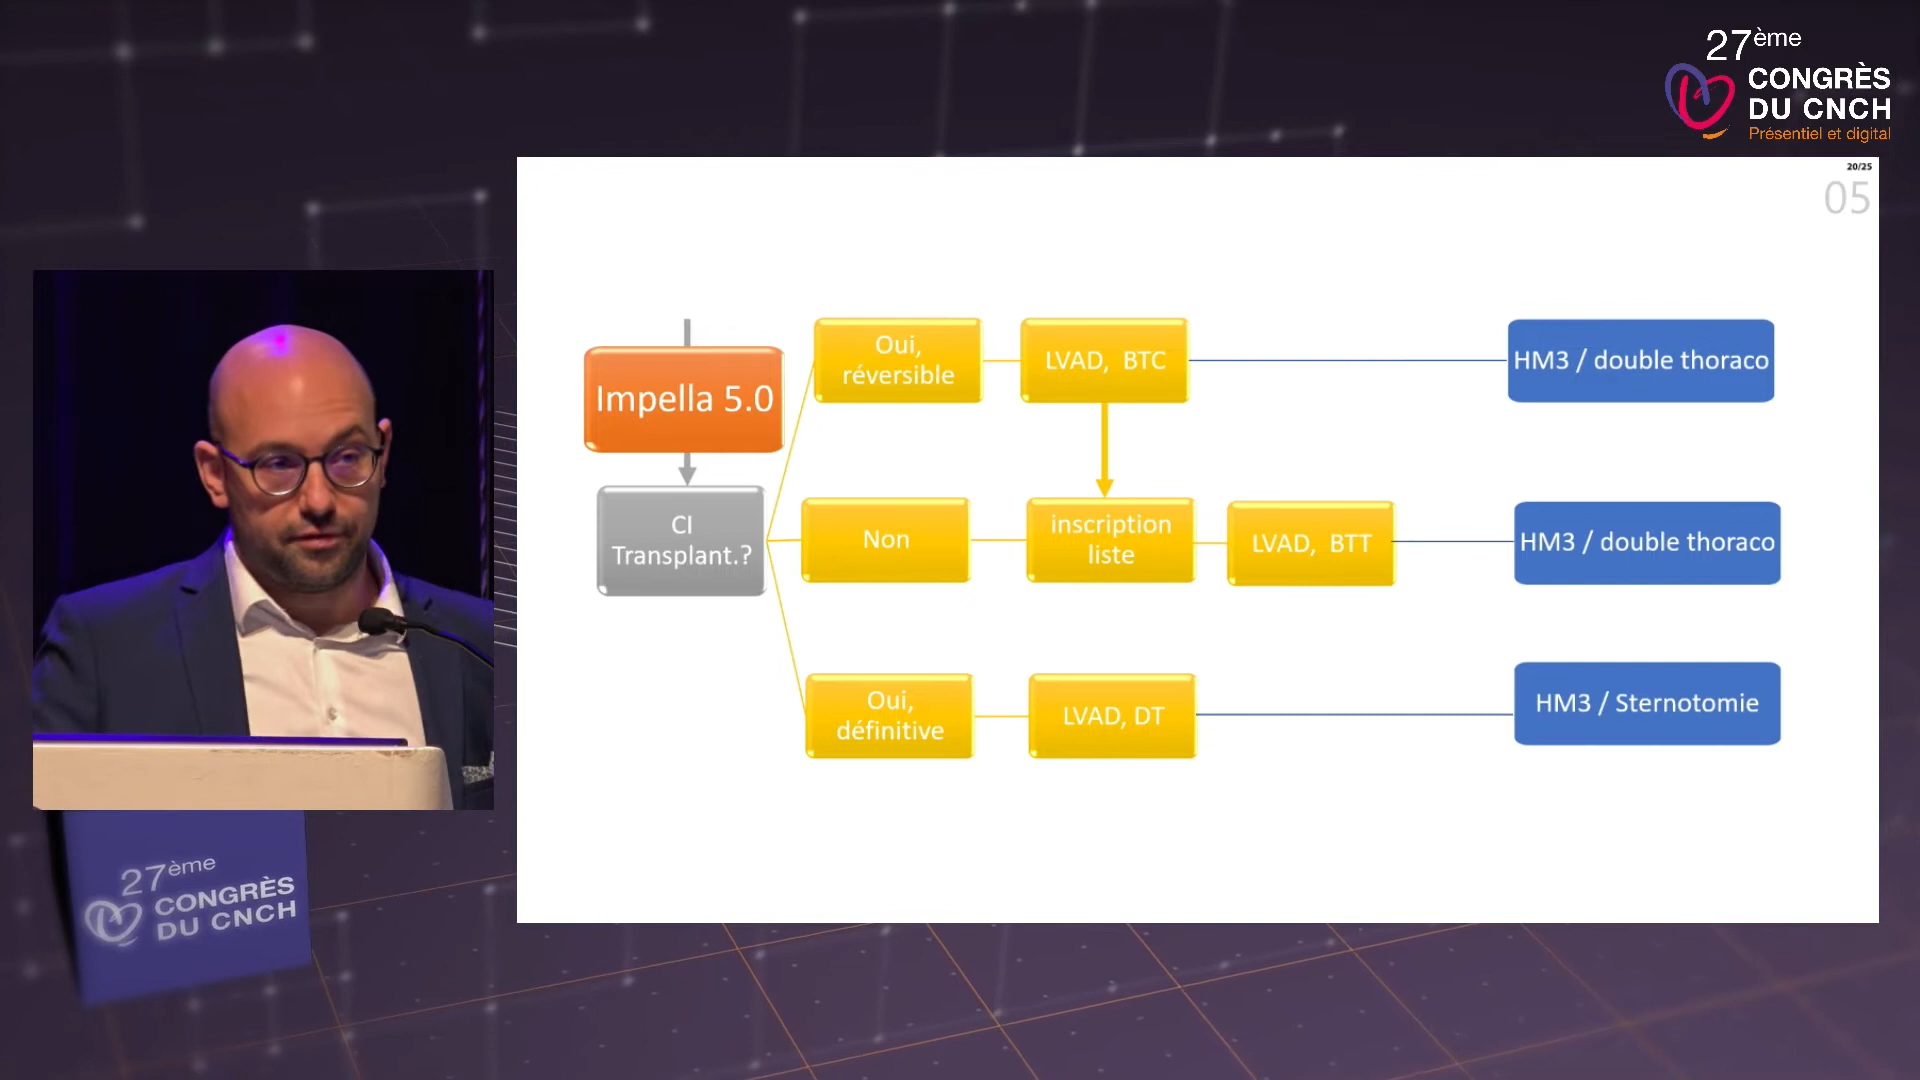 27ème
CONGRÈS
DU CNCH
Présentiel et digital
20/25
05
Impella 5.0
CI
Transplant.?
Oui,
réversible
LVAD, BTC
HM3 / double thoraco
Non
inscription
liste
LVAD, BTT
HM3 / double thoraco
Oui,
définitive
LVAD, DT
HM3 / Sternotomie
27ème
CONGRÈS
DU CNCH